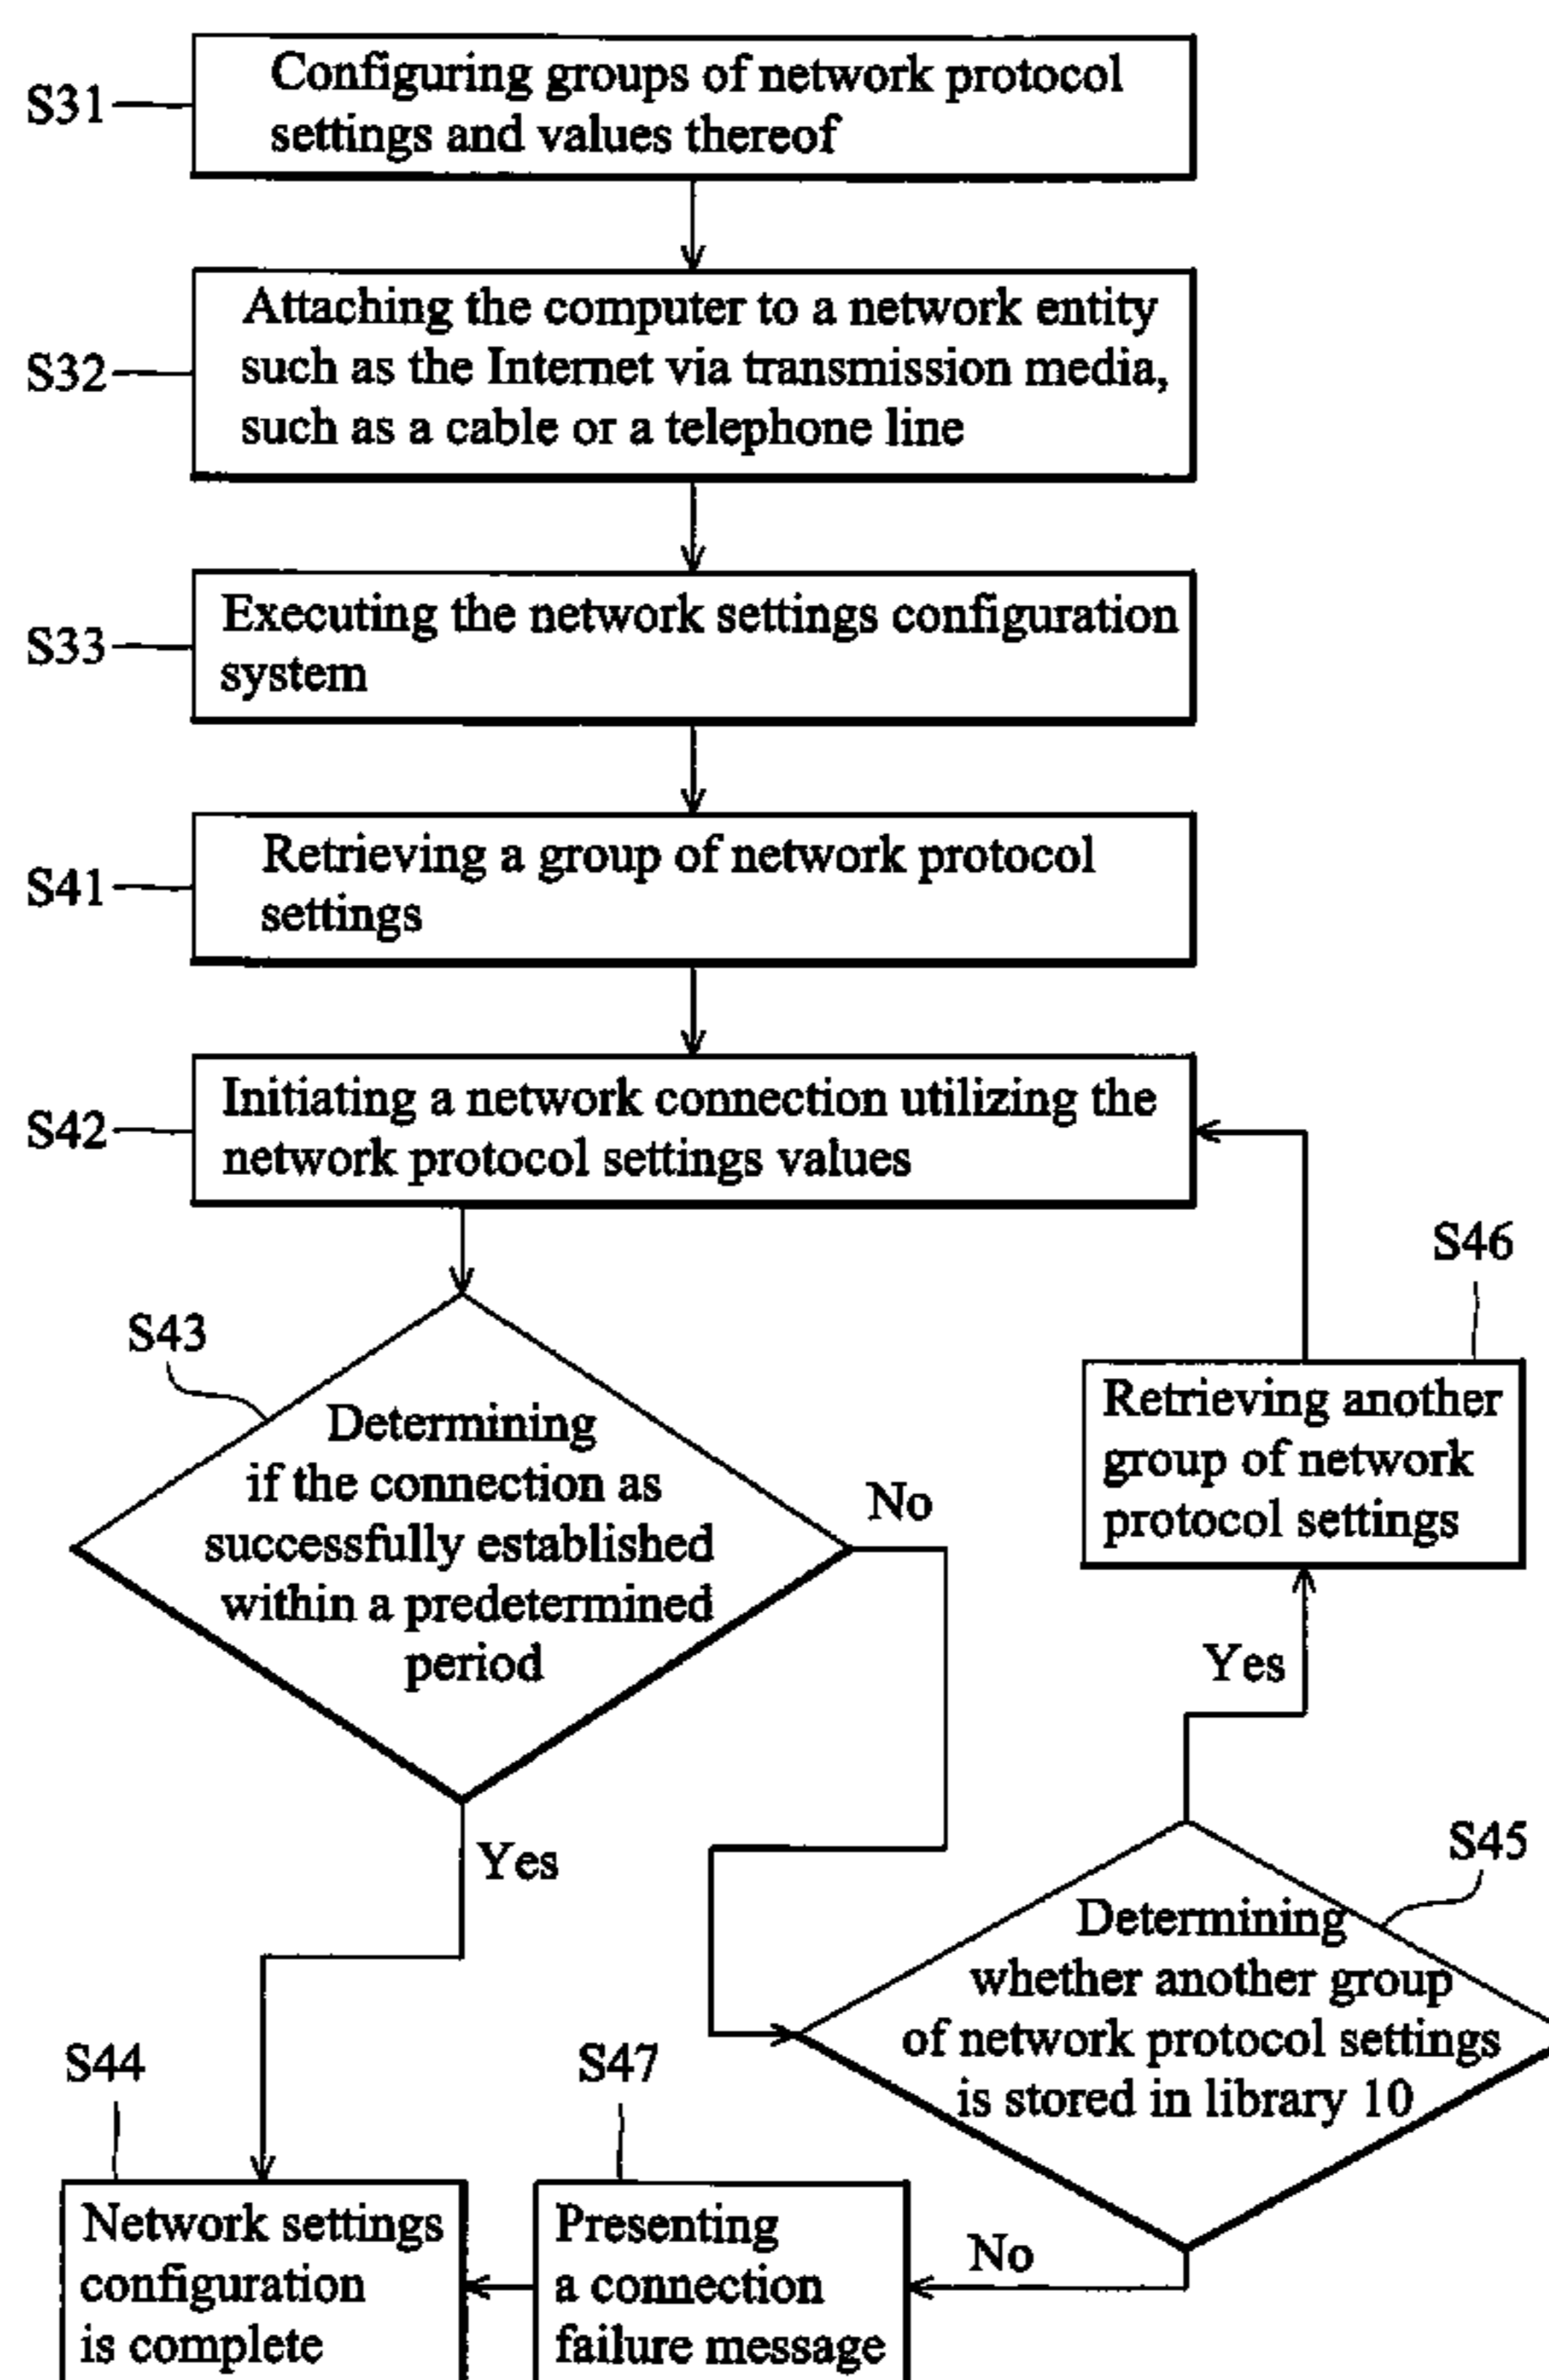 S31
Configuring groups of network protocol
settings and values thereof
S32
Attaching the computer to a network entity
such as the Internet via transmission media,
such as a cable or a telephone line
S33
Executing the network settings configuration
system
S41
Retrieving a group of network protocol
settings
S42
Initiating a network connection utilizing the
network protocol settings values
S43
Determining
if the connection as
successfully established
within a predetermined
period
No
Yes
S46
Retrieving another
group of network
protocol settings
Yes
S45
Determining
whether another group
of network protocol settings
is stored in library 10
No
S47
Presenting
a connection
failure message
S44
Network settings
configuration
is complete